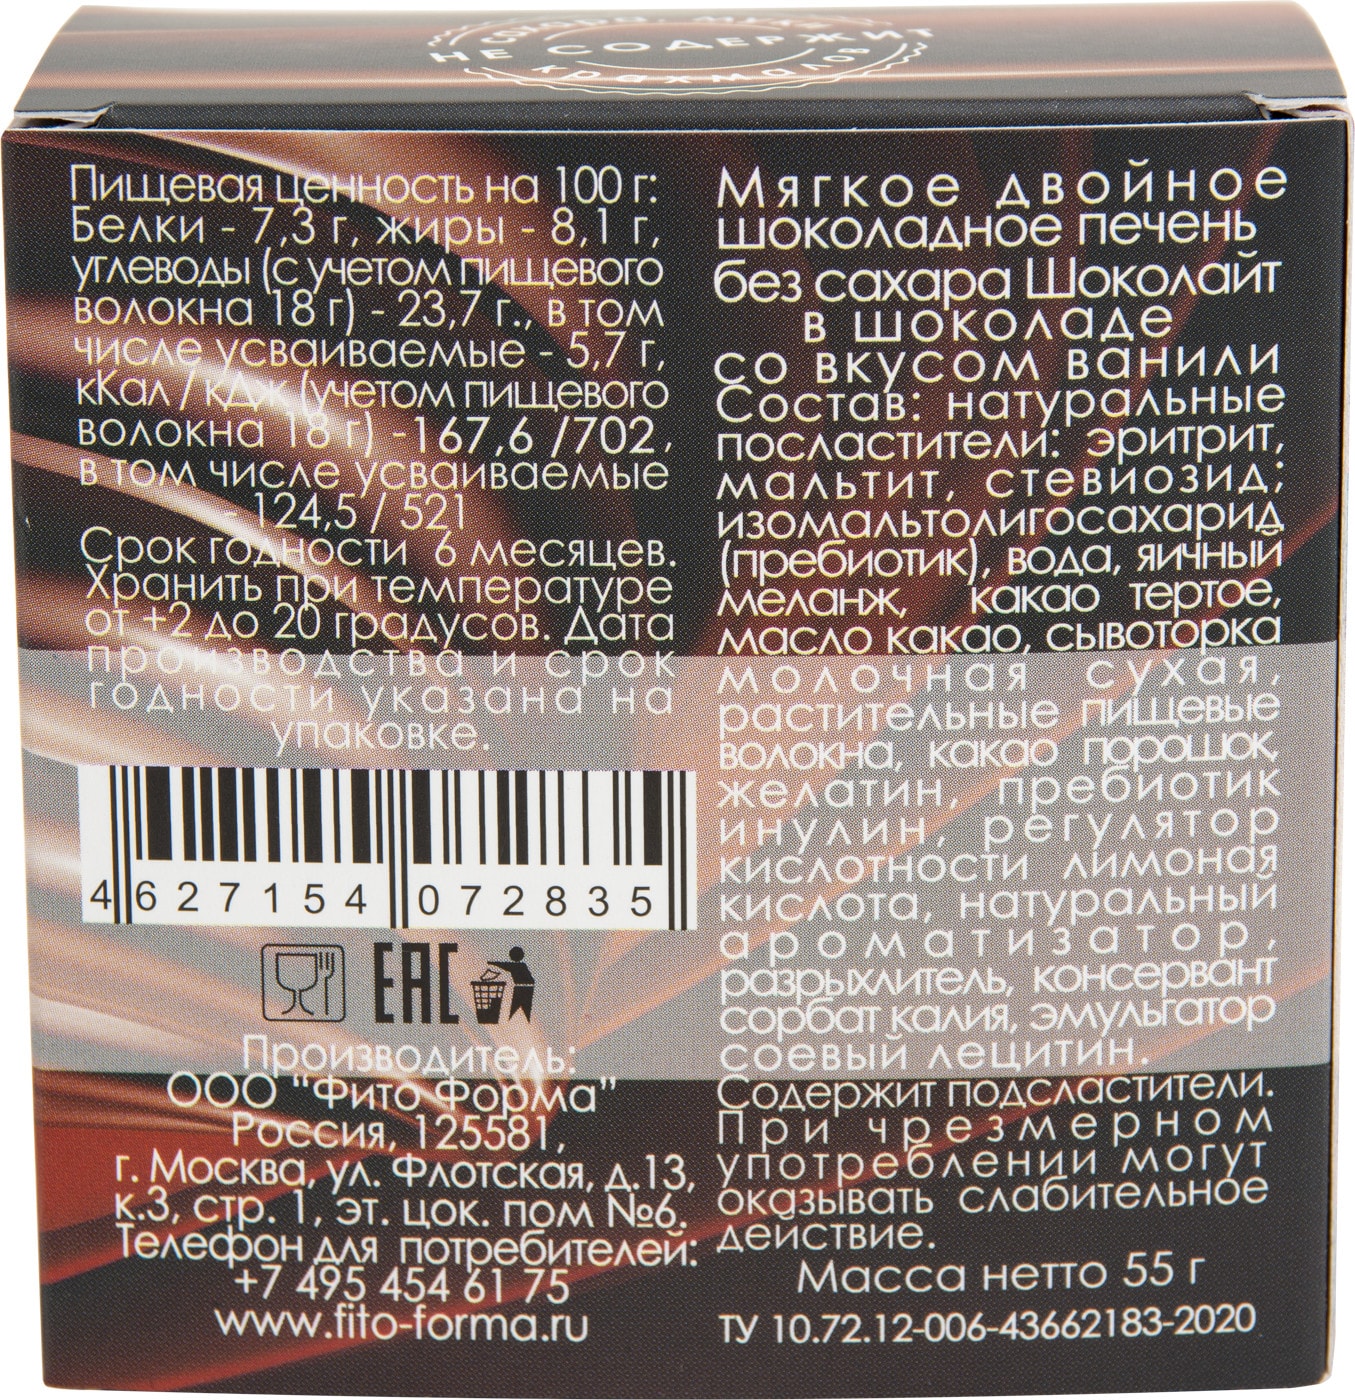 сахара, муки
НЕ СОДЕРЖИТ
крахмалов
Пищевая ценность на 100 г:
Белки - 7,3 г, жиры - 8,1 г,
углеводы (с учетом пищевого
волокна 18 г) - 23,7 г., в том
числе усваиваемые - 5,7 г,
кКал / кДж (учетом пищевого
волокна 18 г) -167,6 /702,
в том числе усваиваемые
- 124,5 / 521
Срок годности 6 месяцев.
Хранить при температуре
от +2 до 20 градусов. Дата
производства и срок
годности указана на
упаковке.
4 627154 072835
EAC
Производитель:
ООО "Фито Форма"
Россия, 125581,
г. Москва, ул. Флотская, д.13,
к.3, стр. 1, эт. цок. пом №6.
Телефон для потребителей:
+7 495 454 61 75
www.fito-forma.ru
Мягкое двойное
шоколадное печень
без сахара Шоколайт
в шоколаде
со вкусом ванили
Состав: натуральные
посластители: эритрит,
мальтит, стевиозид;
изомальтолигосахарид
(пребиотик), вода, яичный
меланж, какао тертое,
масло какао, сывоторка
молочная сухая,
растительные пищевые
волокна, какао порошок,
желатин, пребиотик
инулин, регулятор
кислотности лимоная
кислота, натуральный
ароматизатор,
разрыхлитель, консервант
сорбат калия, эмульгатор
соевый лецитин.
Содержит подсластители.
При чрезмерном
употреблении могут
оказывать слабительное
действие.
Масса нетто 55 г
ТУ 10.72.12-006-43662183-2020